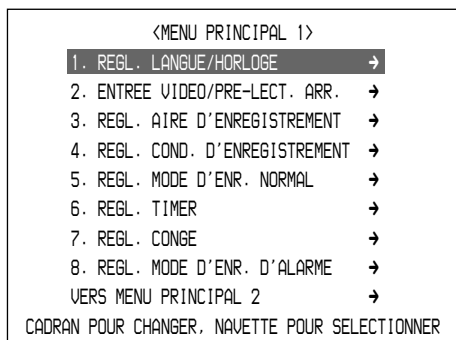 <MENU PRINCIPAL 1>
1. REGL. LANGUE/HORLOGE →
2. ENTREE VIDEO/PRE-LECT. ARR. →
3. REGL. AIRE D'ENREGISTREMENT →
4. REGL. COND. D'ENREGISTREMENT →
5. REGL. MODE D'ENR. NORMAL →
6. REGL. TIMER →
7. REGL. CONGE →
8. REGL. MODE D'ENR. D'ALARME →
VERS MENU PRINCIPAL 2 →
CADRAN POUR CHANGER, NAVETTE POUR SELECTIONNER